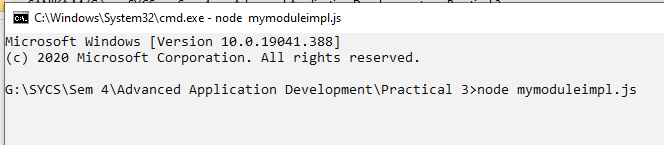 C:\Windows\System32\cmd.exe - node mymoduleimpl.js
Microsoft Windows [Version 10.0.19041.388]
(c) 2020 Microsoft Corporation. All rights reserved.
G:\SYCS\Sem 4\Advanced Application Development\Practical 3>node mymoduleimpl.js